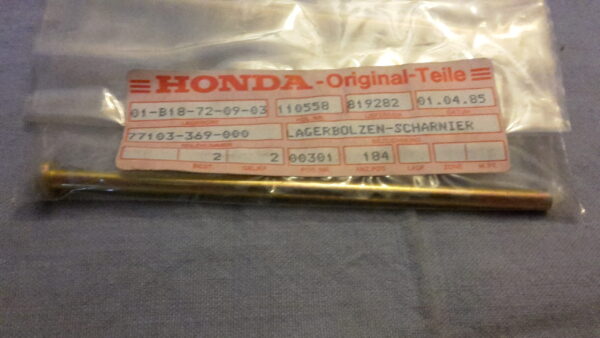 HONDA-Original-Teile
01-B18-72-09-03 110558 819282 01.04.85
77103-369-000 LAGERBOLZEN-SCHARNIER
2 2 00301 184